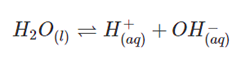 H₂O₍ₗ₎ ⇌ H⁺₍aq₎ + OH⁻₍aq₎